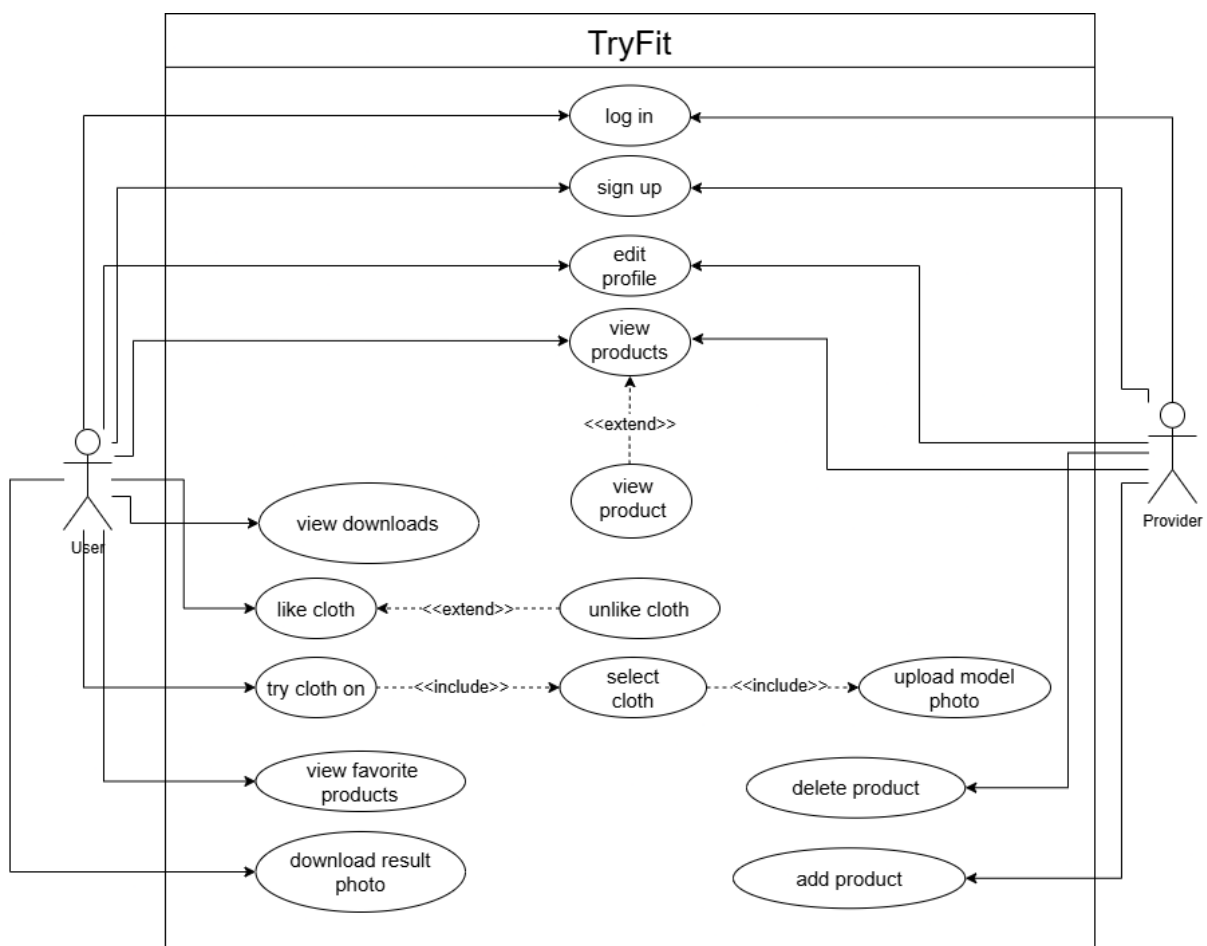 TryFit
log in
sign up
edit
profile
view
products
<<extend>>
view
product
User
Provider
view downloads
like cloth
<<extend>>
unlike cloth
try cloth on
<<include>>
select
cloth
<<include>>
upload model
photo
view favorite
products
delete product
download result
photo
add product